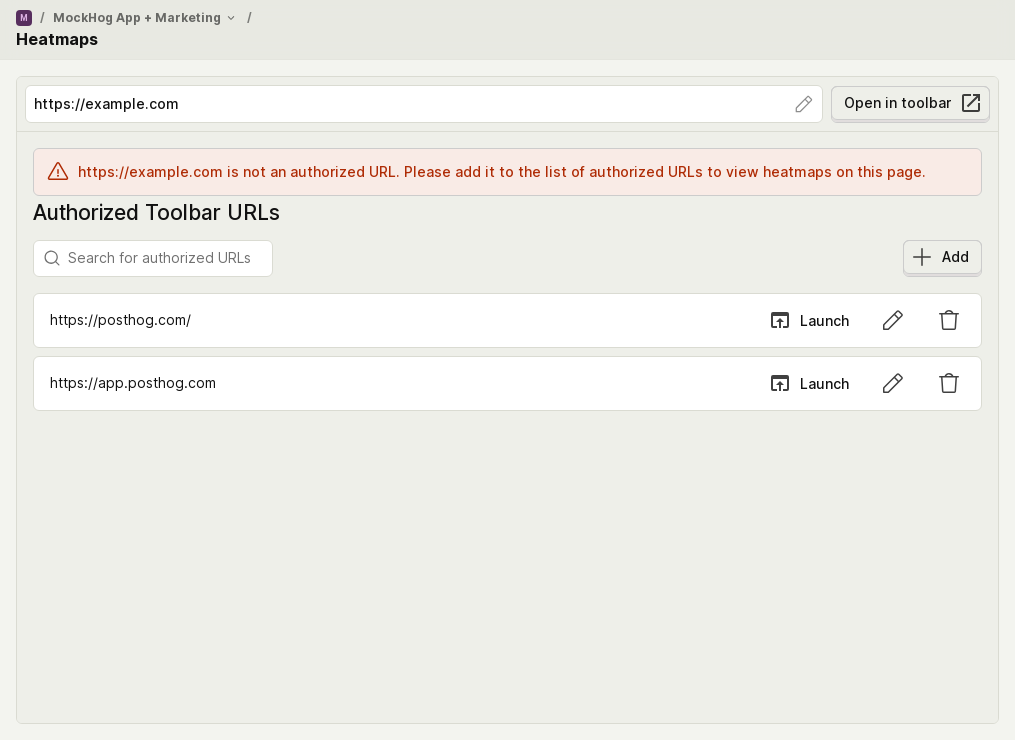 M / MockHog App + Marketing /
Heatmaps
https://example.com
Open in toolbar
https://example.com is not an authorized URL. Please add it to the list of authorized URLs to view heatmaps on this page.
Authorized Toolbar URLs
Search for authorized URLs
Add
https://posthog.com/
Launch
https://app.posthog.com
Launch